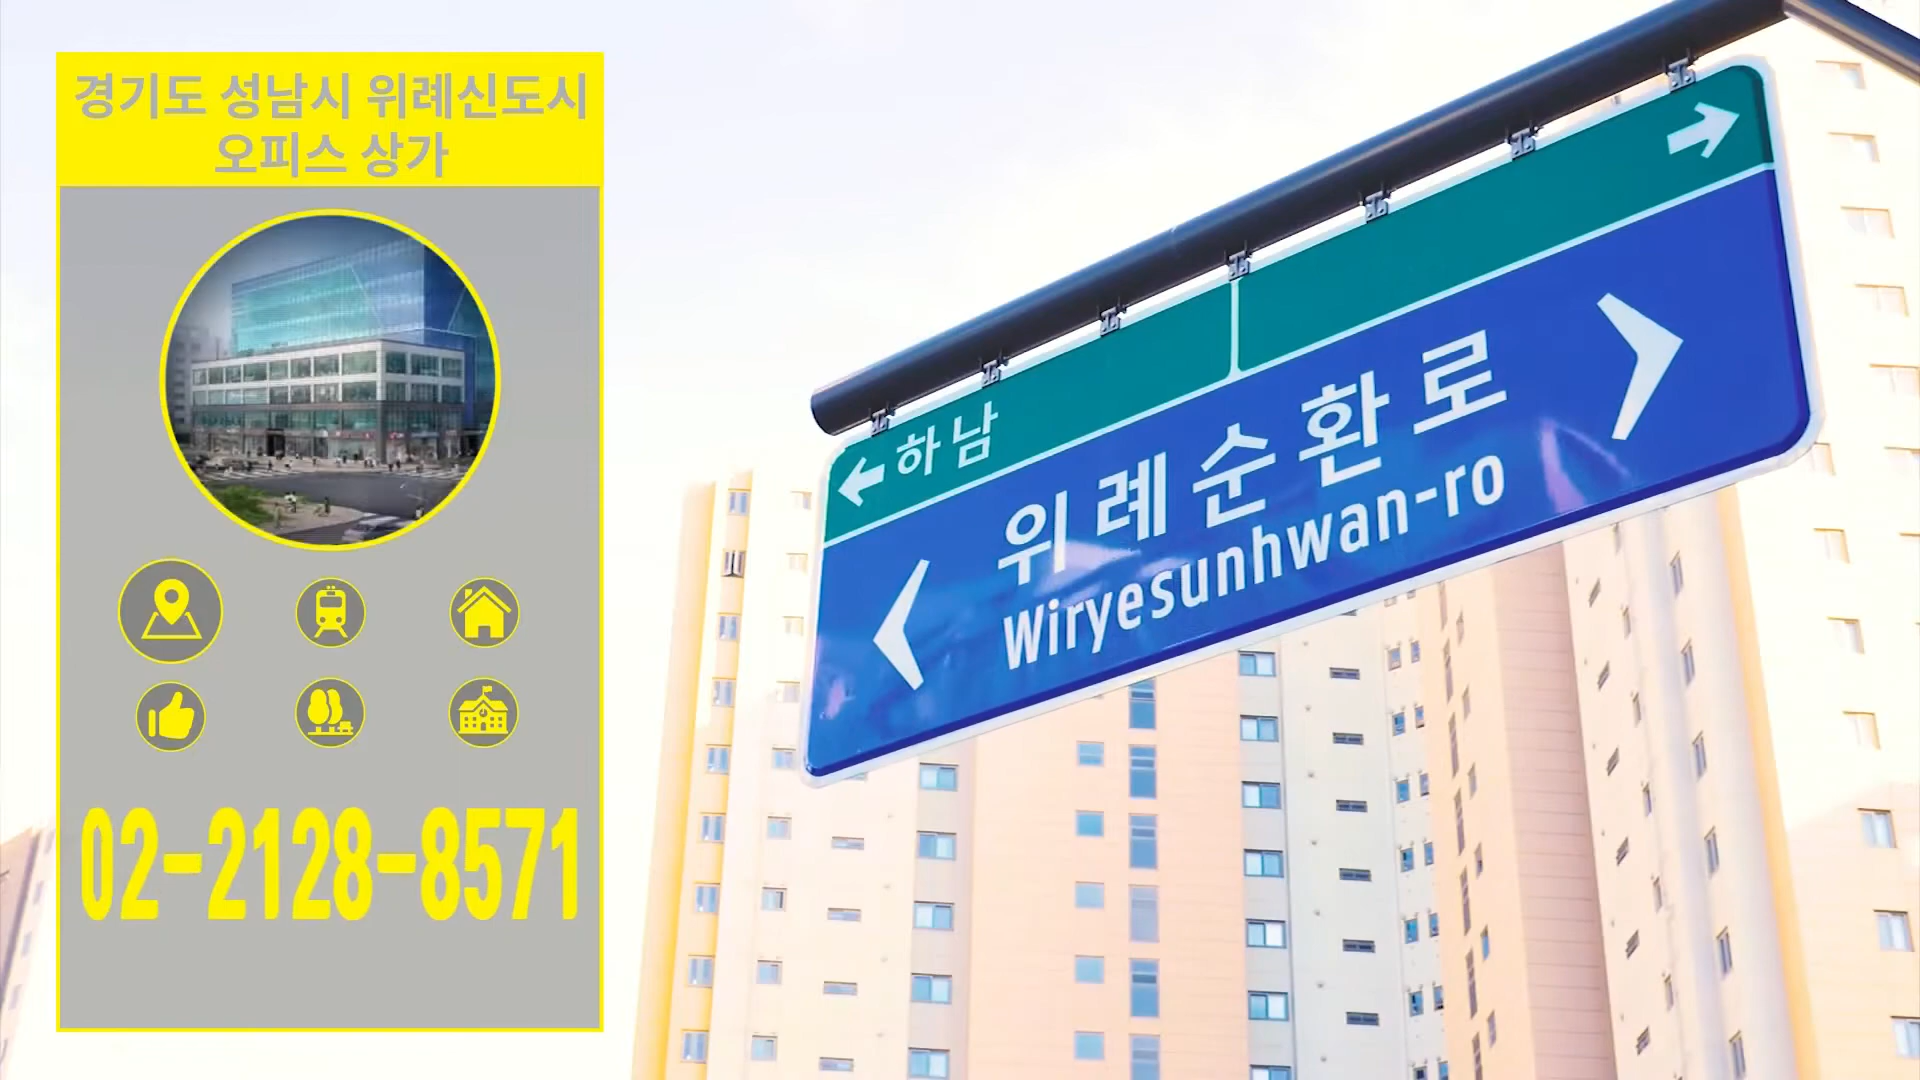 경기도 성남시 위례신도시
오피스 상가
02-2128-8571
하남
위례순환로
Wiryesunhwan-ro